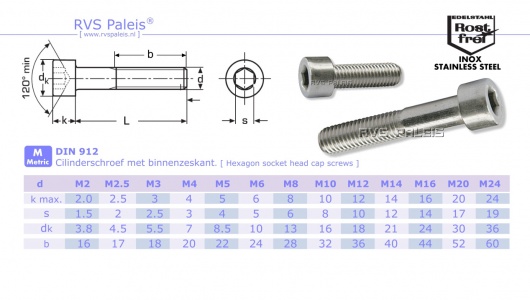 RVS Paleis®
[ www.rvspaleis.nl ]
EDELSTAHL
Rost
frei
INOX
STAINLESS STEEL
b
120° min
dk
d
k
L
s
RVS PALEIS
M
Metric
DIN 912
Cilinderschroef met binnenzeskant. [ Hexagon socket head cap screws ]
d M2 M2.5 M3 M4 M5 M6 M8 M10 M12 M14 M16 M20 M24
k max. 2.0 2.5 3 4 5 6 8 10 12 14 16 20 24
s 1.5 2 2.5 3 4 5 6 8 10 12 14 17 19
dk 3.8 4.5 5.5 7 8.5 10 13 16 18 21 24 30 36
b 16 17 18 20 22 24 28 32 36 40 44 52 60